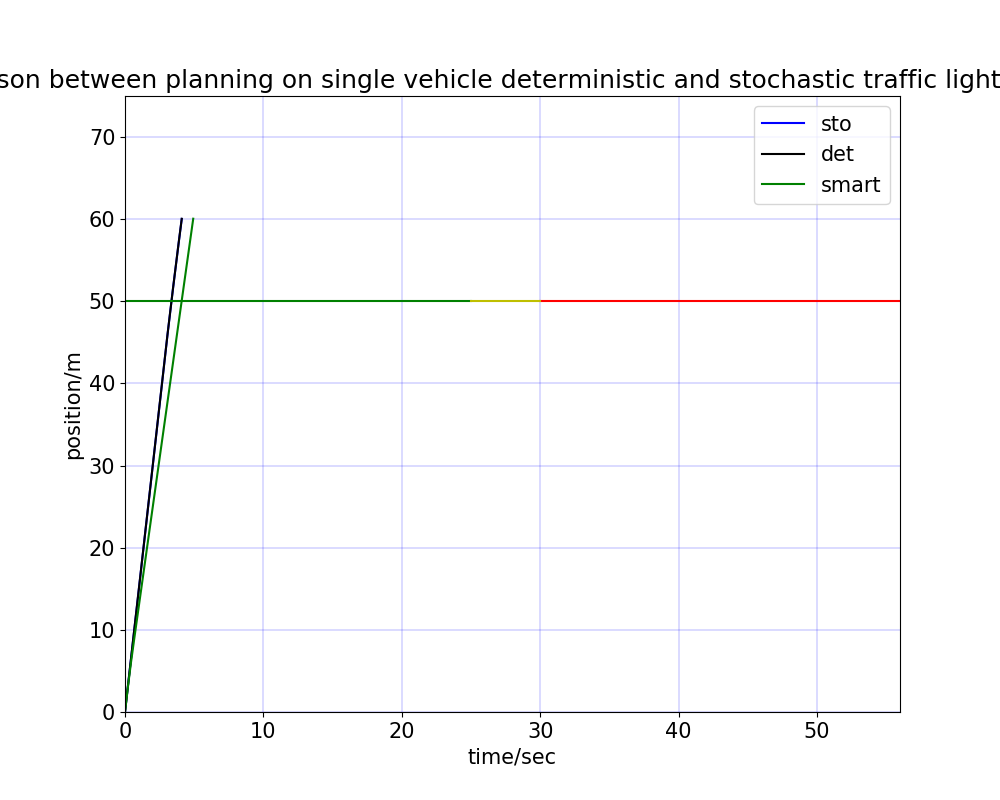 son between planning on single vehicle deterministic and stochastic traffic light
sto
det
smart
70
60
50
40
30
20
10
0
position/m
0 10 20 30 40 50
time/sec